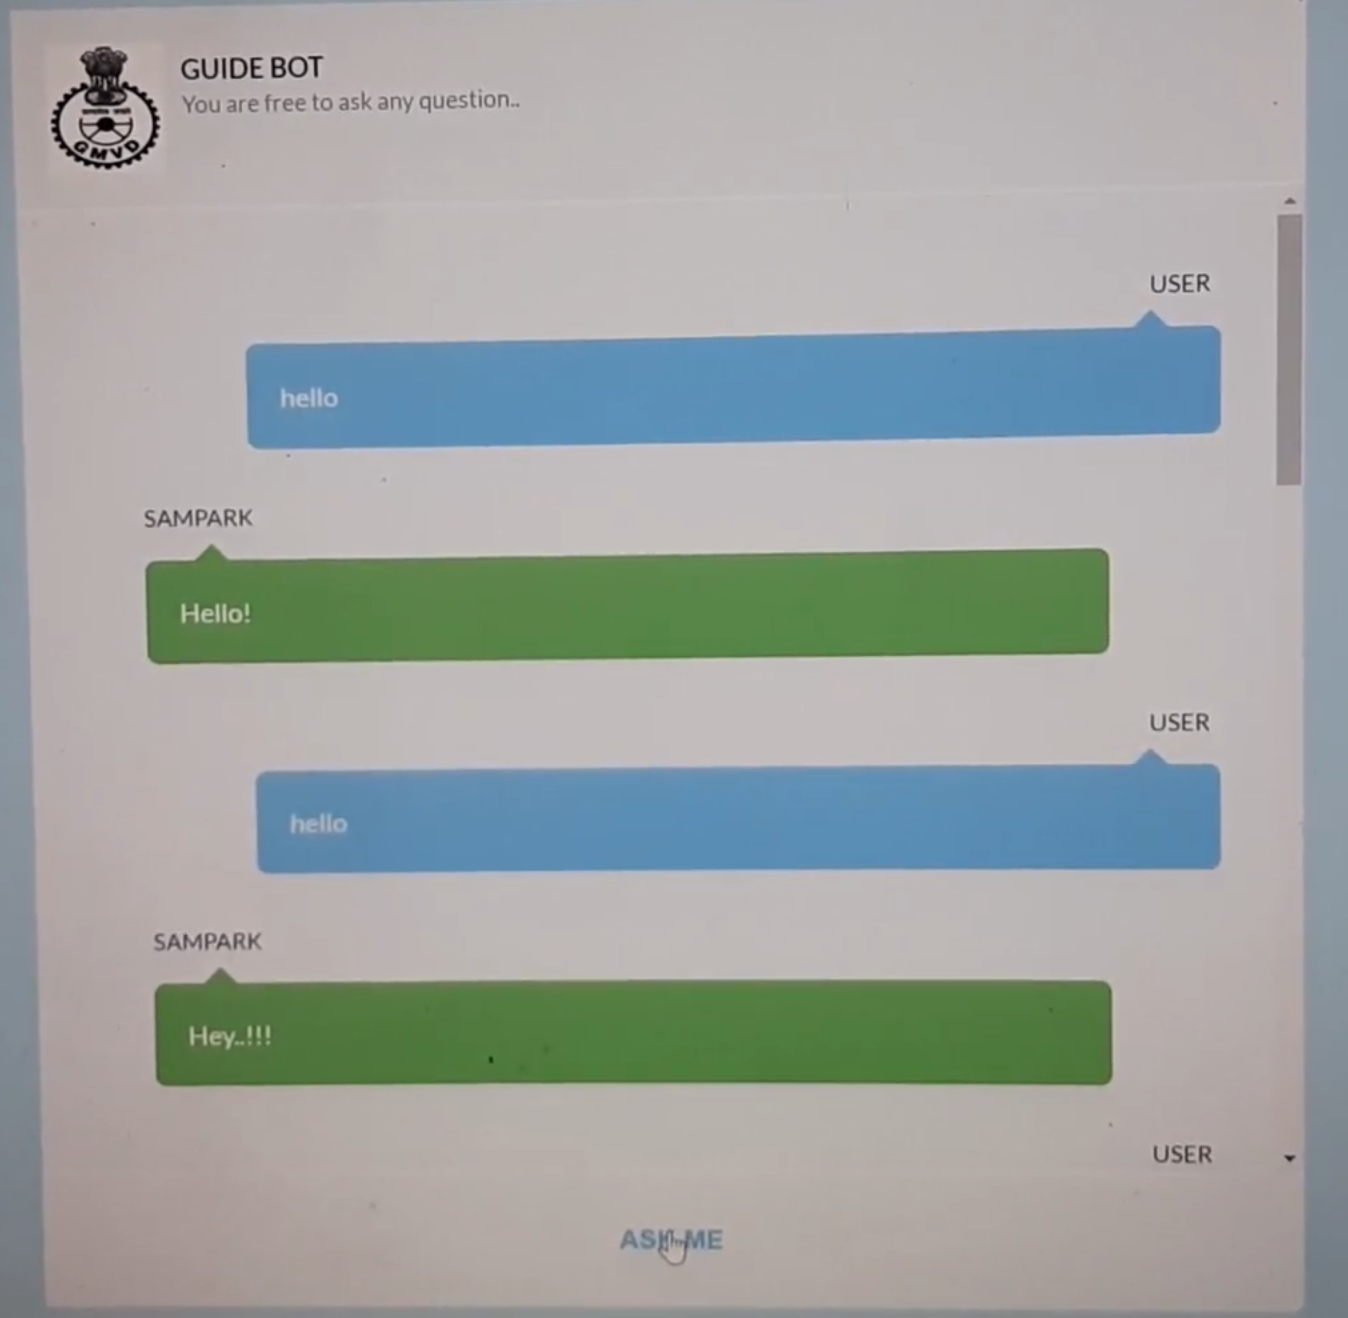 GUIDE BOT
You are free to ask any question..
GMVD
USER
hello
SAMPARK
Hello!
USER
hello
SAMPARK
Hey..!!!
USER
ASK ME